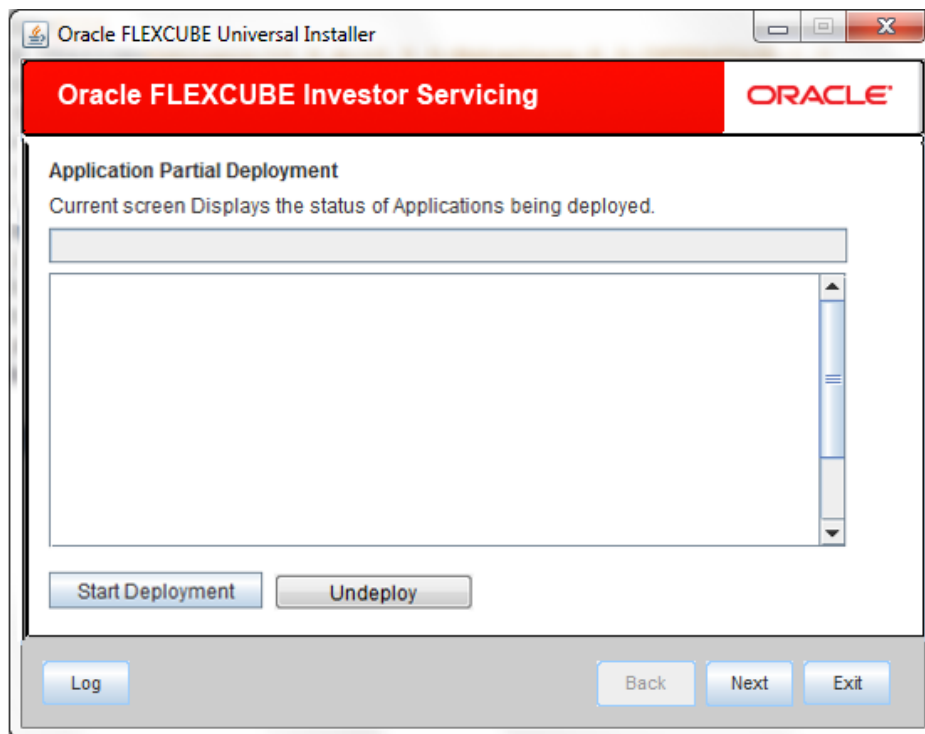 Oracle FLEXCUBE Universal Installer
Oracle FLEXCUBE Investor Servicing
ORACLE
Application Partial Deployment
Current screen Displays the status of Applications being deployed.
Start Deployment Undeploy
Log Back Next Exit